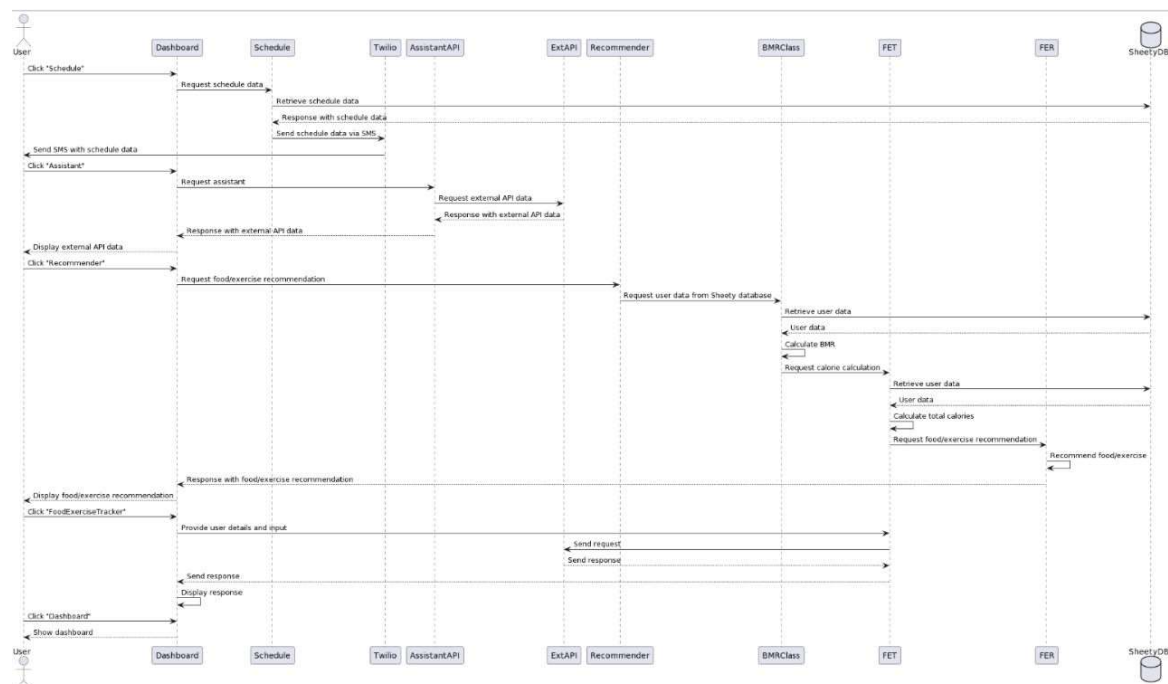 User
Dashboard
Schedule
Twilio
AssistantAPI
ExtAPI
Recommender
BMRClass
FET
FER
SheetyDB
Click "Schedule"
Request schedule data
Retrieve schedule data
Response with schedule data
Send schedule data via SMS
Send SMS with schedule data
Click "Assistant"
Request assistant
Request external API data
Response with external API data
Response with external API data
Display external API data
Click "Recommender"
Request food/exercise recommendation
Request user data from Sheety database
Retrieve user data
User data
Calculate BMR
Request calorie calculation
Retrieve user data
User data
Calculate total calories
Request food/exercise recommendation
Recommend food/exercise
Response with food/exercise recommendation
Display food/exercise recommendation
Click "FoodExerciseTracker"
Provide user details and input
Send request
Send response
Send response
Display response
Click "Dashboard"
Show dashboard
User
Dashboard
Schedule
Twilio
AssistantAPI
ExtAPI
Recommender
BMRClass
FET
FER
SheetyDB